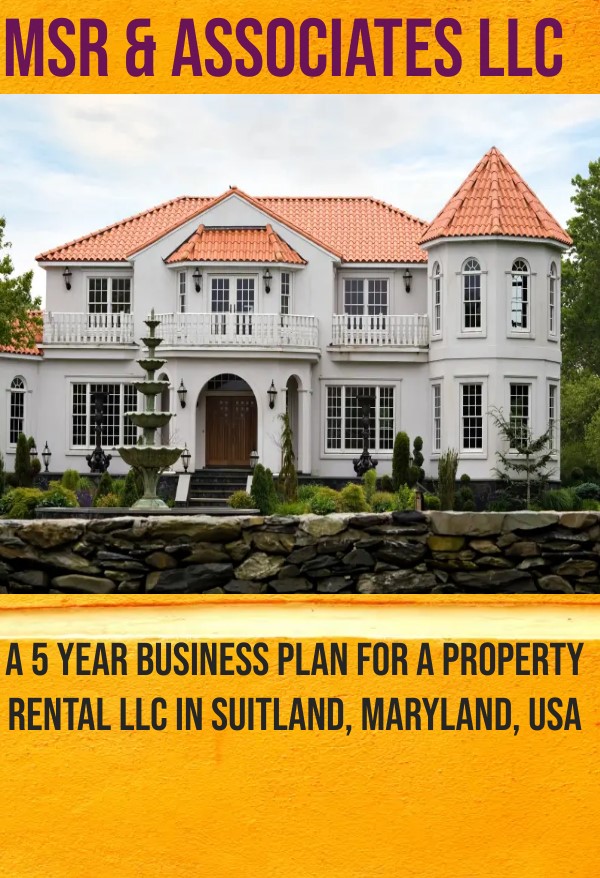 MSR & ASSOCIATES LLC
A 5 YEAR BUSINESS PLAN FOR A PROPERTY
RENTAL LLC IN SUITLAND, MARYLAND, USA